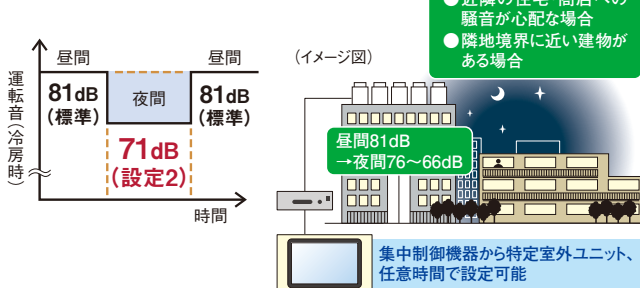 ●近隣の住宅・商店への
騒音が心配な場合
●隣地境界に近い建物が
ある場合
昼間
昼間
運転音（冷房時）
81dB
（標準）
夜間
81dB
（標準）
71dB
（設定2）
時間
（イメージ図）
昼間81dB
→夜間76〜66dB
集中制御機器から特定室外ユニット、
任意時間で設定可能